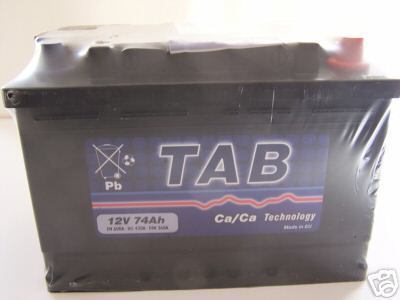 TAB
Pb
12V 74Ah
Ca/Ca Technology
Made in EU